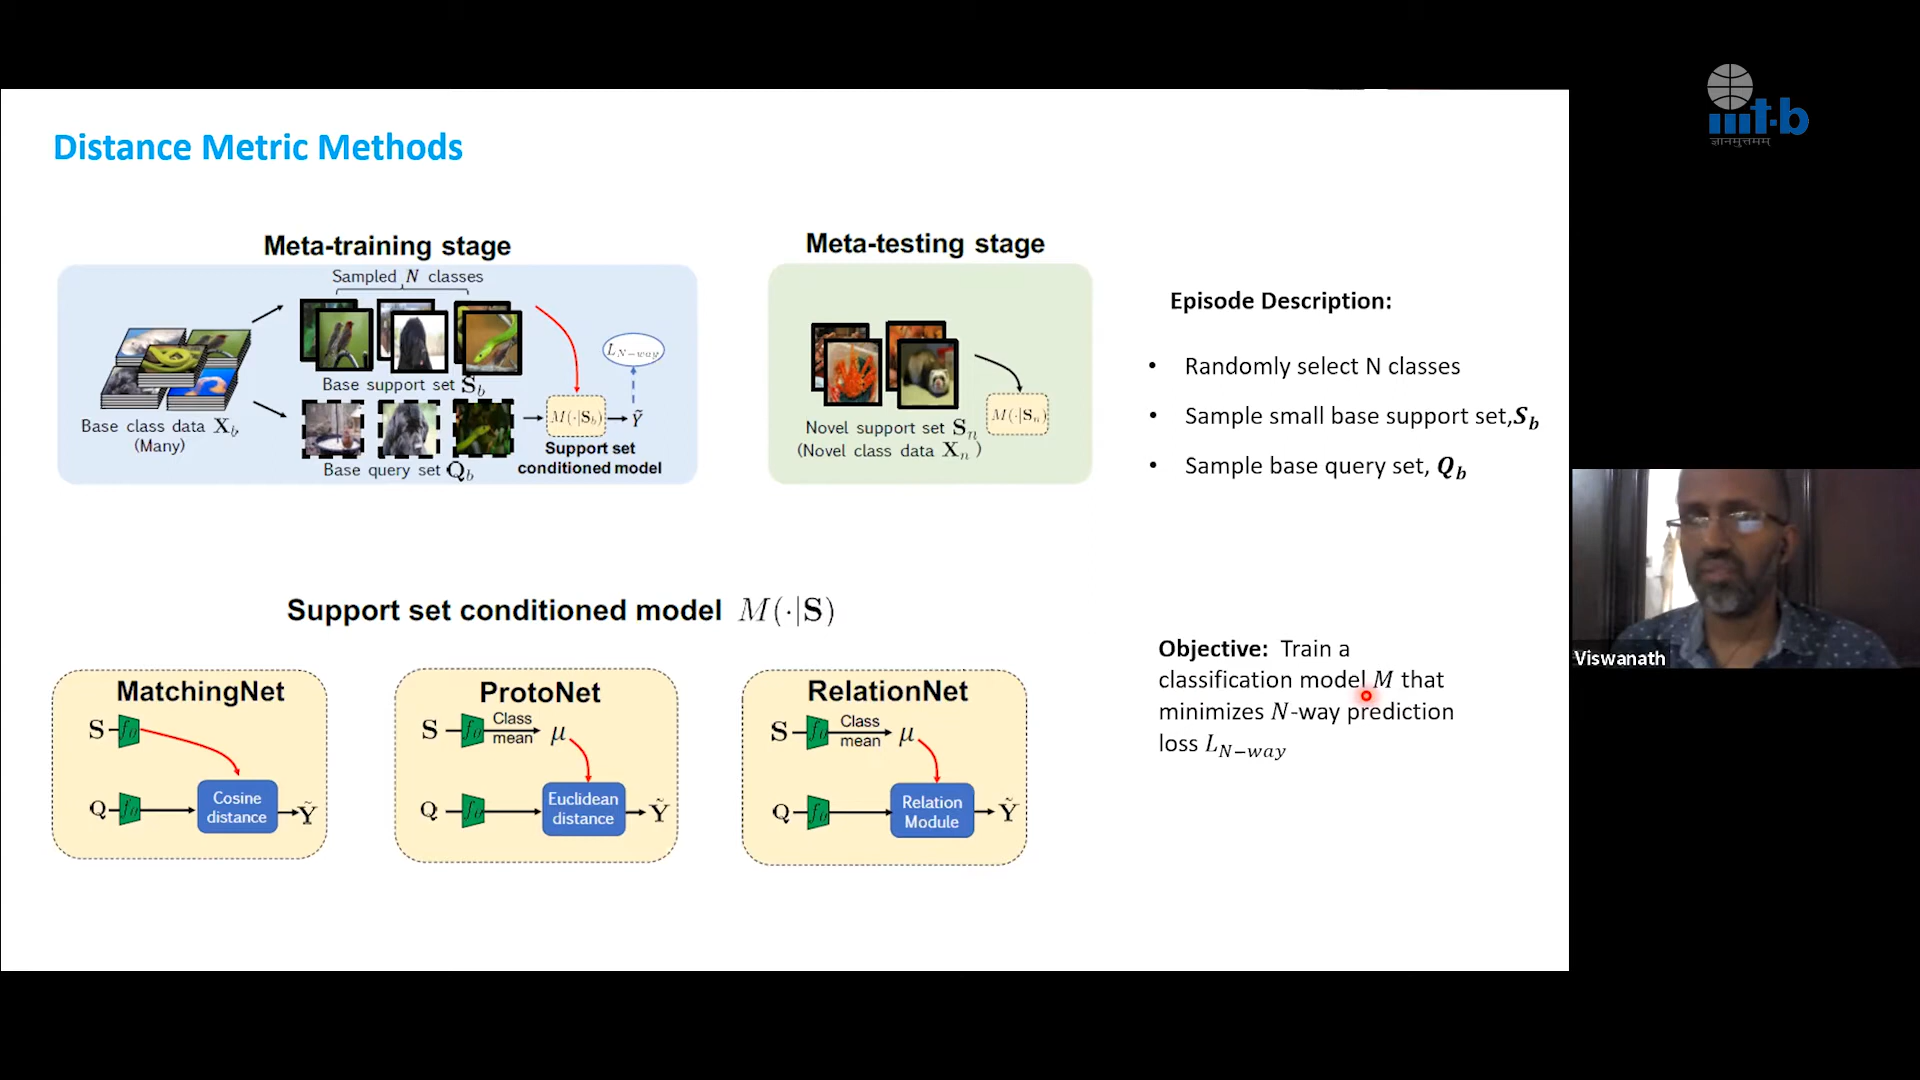 iiit-b
ज्ञानमुत्तमम्
Distance Metric Methods
Meta-training stage
Sampled N classes
L_{N-way}
Base support set S_b
Base class data X_b
(Many)
M(·|S_b)
Ỹ
Support set
conditioned model
Base query set Q_b
Meta-testing stage
M(·|S_n)
Novel support set S_n
(Novel class data X_n)
Episode Description:
• Randomly select N classes
• Sample small base support set,S_b
• Sample base query set, Q_b
Support set conditioned model M(·|S)
MatchingNet
S f_θ
Q f_θ
Cosine
distance
Ỹ
ProtoNet
S f_θ Class
mean μ
Q f_θ
Euclidean
distance
Ỹ
RelationNet
S f_θ Class
mean μ
Q f_θ
Relation
Module
Ỹ
Objective: Train a
classification model M that
minimizes N-way prediction
loss L_{N-way}
Viswanath